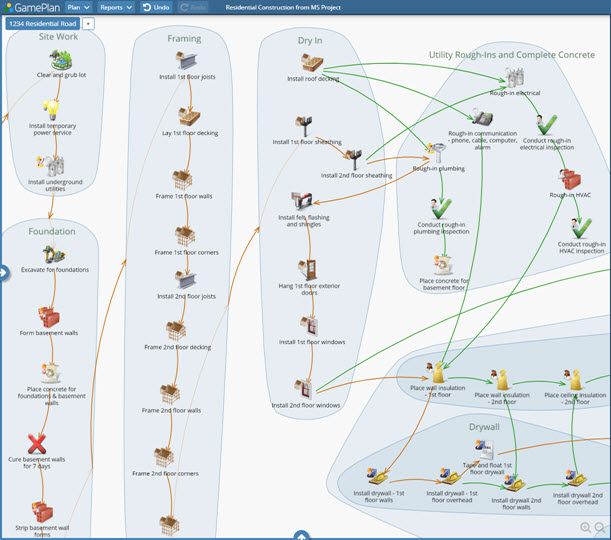 GamePlan
Plan
Reports
Undo
Redo
Residential Construction from MS Project
1234 Residential Road
+
Site Work
Clear and grub lot
Install temporary
power service
Install underground
utilities
Foundation
Excavate for foundations
Form basement walls
Place concrete for
foundations & basement
walls
Cure basement walls
for 7 days
Strip basement wall
forms
Framing
Install 1st floor joists
Lay 1st floor decking
Frame 1st floor walls
Frame 1st floor corners
Install 2nd floor joists
Frame 2nd floor decking
Frame 2nd floor walls
Frame 2nd floor corners
Dry In
Install roof decking
Install 1st floor sheathing
Install 2nd floor sheathing
Install felt, flashing
and shingles
Hang 1st floor exterior
doors
Install 1st floor windows
Install 2nd floor windows
Utility Rough-Ins and Complete Concrete
Rough-in electrical
Rough-in communication
- phone, cable, computer,
alarm
Conduct rough-in
electrical inspection
Rough-in plumbing
Rough-in HVAC
Conduct rough-in
plumbing inspection
Conduct rough-in
HVAC inspection
Place concrete for
basement floor
Place wall insulation
- 1st floor
Place wall insulation
- 2nd floor
Place ceiling insulation
- 2nd floor
Drywall
Tape and float 1st
floor drywall
Install drywall - 1st
floor walls
Install drywall - 1st
floor overhead
Install drywall 2nd
floor walls
Install drywall 2nd
floor overhead